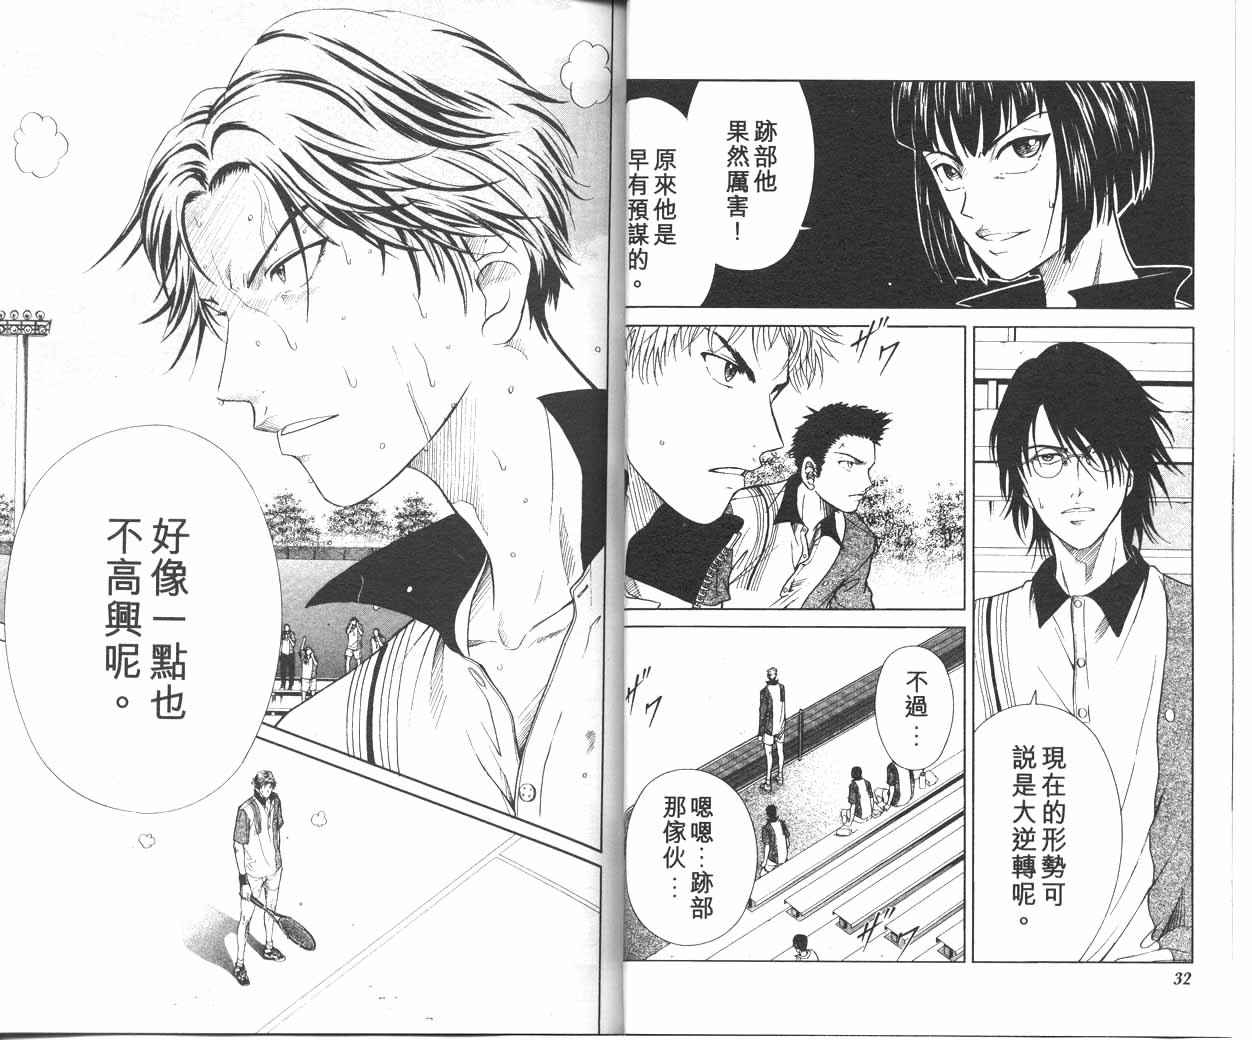 跡部他
果然厲害！
原來他是
早有預謀的。
ザワ
現在的形勢可
說是大逆轉呢。
不過…
ザワ
嗯嗯…跡部
那傢伙…
ザワ
32
好像一點也
不高興呢。